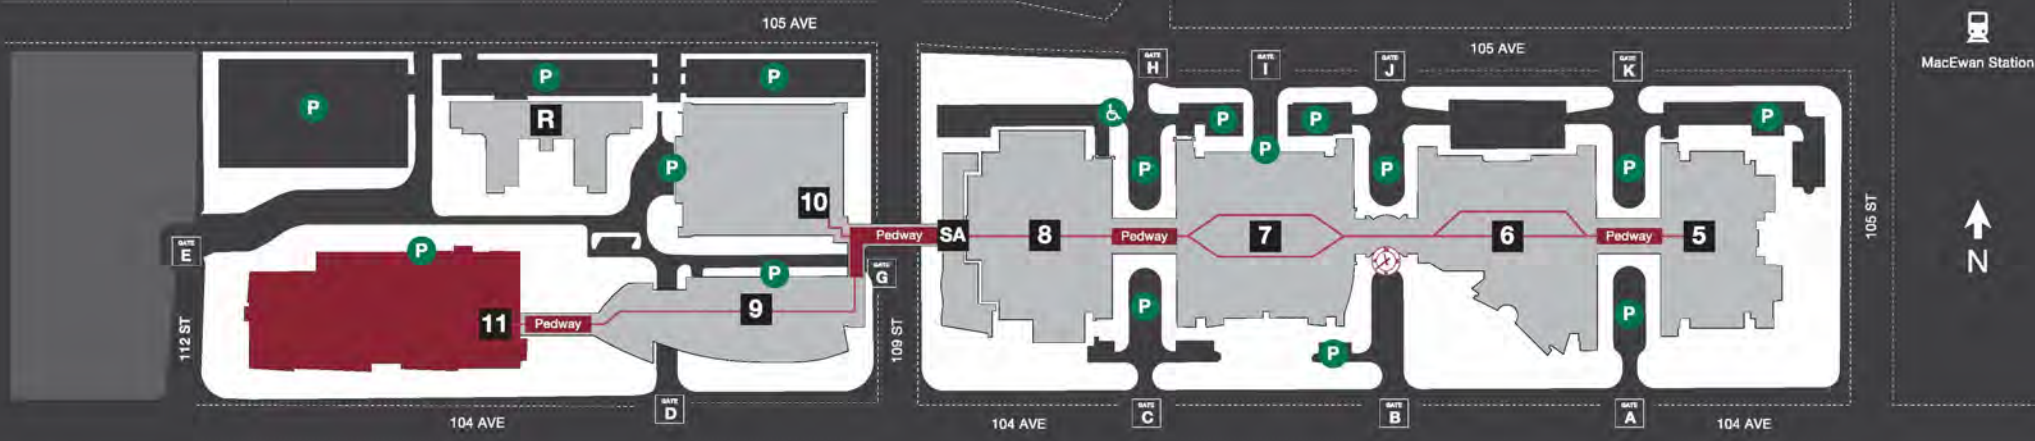 105 AVE
105 AVE
MacEwan Station
GATE
H
GATE
I
GATE
J
GATE
K
P
P
P
R
P
P
P
P
P
P
P
P
P
10
GATE
E
P
Pedway
SA
8
Pedway
7
6
Pedway
5
105 ST
N
P
GATE
G
9
11
Pedway
P
P
P
112 ST
109 ST
GATE
D
GATE
C
GATE
B
GATE
A
104 AVE
104 AVE
104 AVE